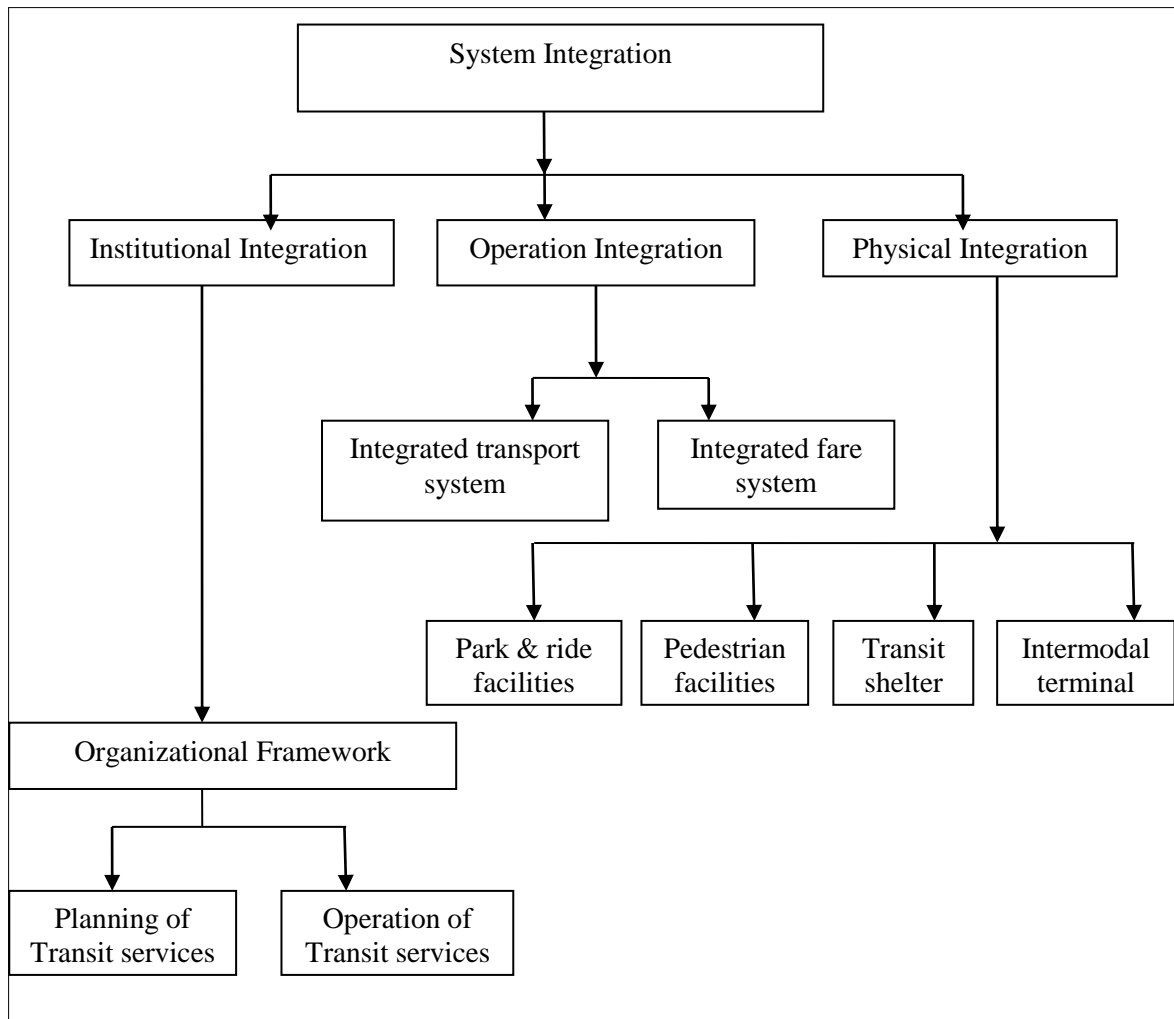 System Integration
Institutional Integration
Operation Integration
Physical Integration
Integrated transport
system
Integrated fare
system
Park & ride
facilities
Pedestrian
facilities
Transit
shelter
Intermodal
terminal
Organizational Framework
Planning of
Transit services
Operation of
Transit services